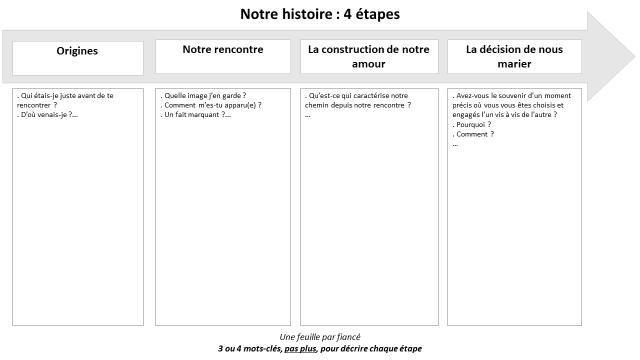 Notre histoire : 4 étapes
Origines
Notre rencontre
La construction de notre
amour
La décision de nous
marier
. Qui étais-je juste avant de te
rencontrer ?
. D'où venais-je ?...
. Quelle image j'en garde ?
. Comment m'es-tu apparu(e) ?
. Un fait marquant ?...
. Qu'est-ce qui caractérise notre
chemin depuis notre rencontre ?
...
. Avez-vous le souvenir d'un moment
précis où vous vous êtes choisis et
engagés l'un vis à vis de l'autre ?
. Pourquoi ?
. Comment ?
...
Une feuille par fiancé
3 ou 4 mots-clés, pas plus, pour décrire chaque étape